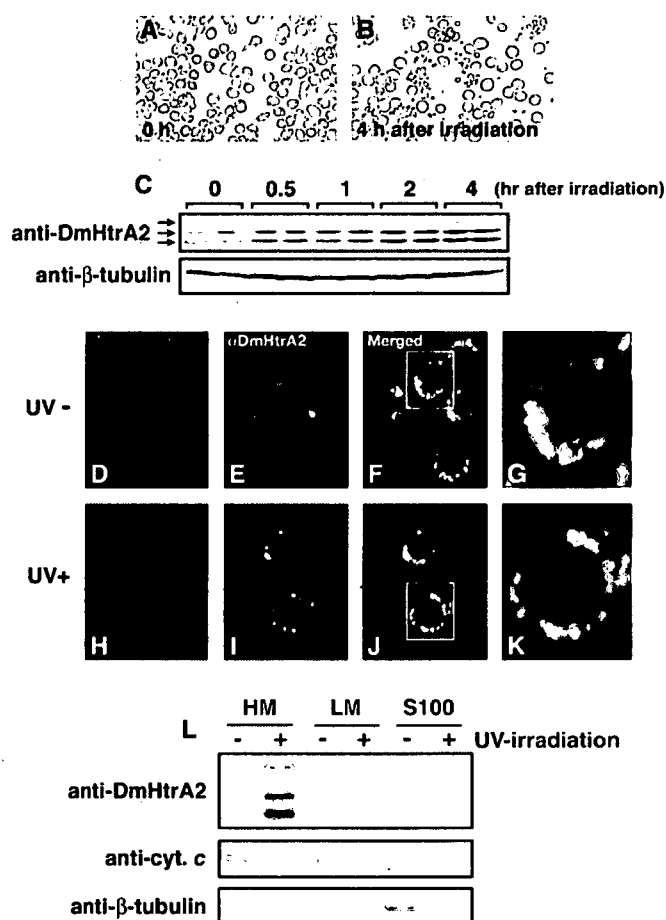 A
B
0 h
4 h after irradiation
C
0 0.5 1 2 4 (hr after irradiation)
anti-DmHtrA2
anti-β-tubulin
αDmHtrA2 Merged
UV -
D E F G
UV+
H I J K
HM LM S100
L - + - + - + UV-irradiation
anti-DmHtrA2
anti-cyt. c
anti-β-tubulin